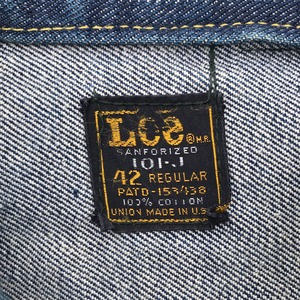 Lee ® M.R.
SANFORIZED
101-J
42 REGULAR
PATD-153438
100% COTTON
UNION MADE IN U.S.